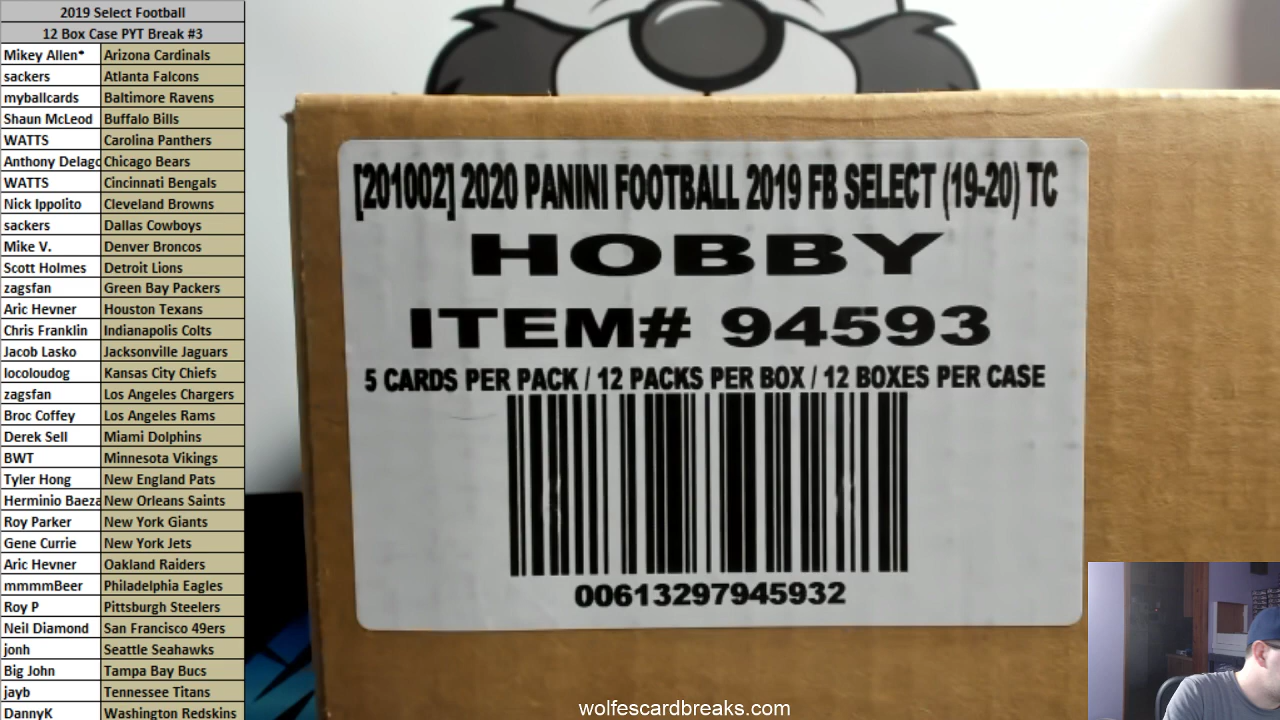 2019 Select Football
12 Box Case PYT Break #3
Mikey Allen* Arizona Cardinals
sackers Atlanta Falcons
myballcards Baltimore Ravens
Shaun McLeod Buffalo Bills
WATTS Carolina Panthers
Anthony Delago Chicago Bears
WATTS Cincinnati Bengals
Nick Ippolito Cleveland Browns
sackers Dallas Cowboys
Mike V. Denver Broncos
Scott Holmes Detroit Lions
zagsfan Green Bay Packers
Aric Hevner Houston Texans
Chris Franklin Indianapolis Colts
Jacob Lasko Jacksonville Jaguars
locoloudog Kansas City Chiefs
zagsfan Los Angeles Chargers
Broc Coffey Los Angeles Rams
Derek Sell Miami Dolphins
BWT Minnesota Vikings
Tyler Hong New England Pats
Herminio Baeza New Orleans Saints
Roy Parker New York Giants
Gene Currie New York Jets
Aric Hevner Oakland Raiders
mmmmBeer Philadelphia Eagles
Roy P Pittsburgh Steelers
Neil Diamond San Francisco 49ers
jonh Seattle Seahawks
Big John Tampa Bay Bucs
jayb Tennessee Titans
DannyK Washington Redskins
[201002] 2020 PANINI FOOTBALL 2019 FB SELECT (19-20) TC
HOBBY
ITEM# 94593
5 CARDS PER PACK / 12 PACKS PER BOX / 12 BOXES PER CASE
00613297945932
wolfescardbreaks.com